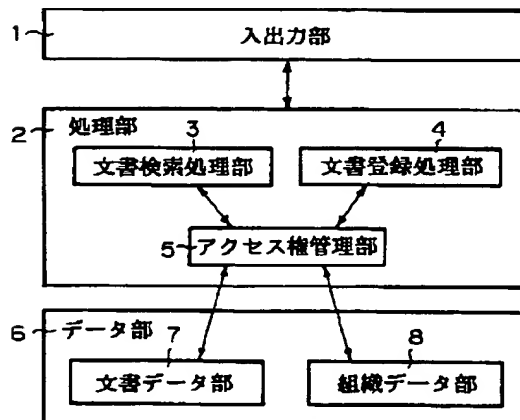 1 入出力部
2 処理部
3 4
文書検索処理部 文書登録処理部
5 アクセス権管理部
6 データ部
7 8
文書データ部 組織データ部